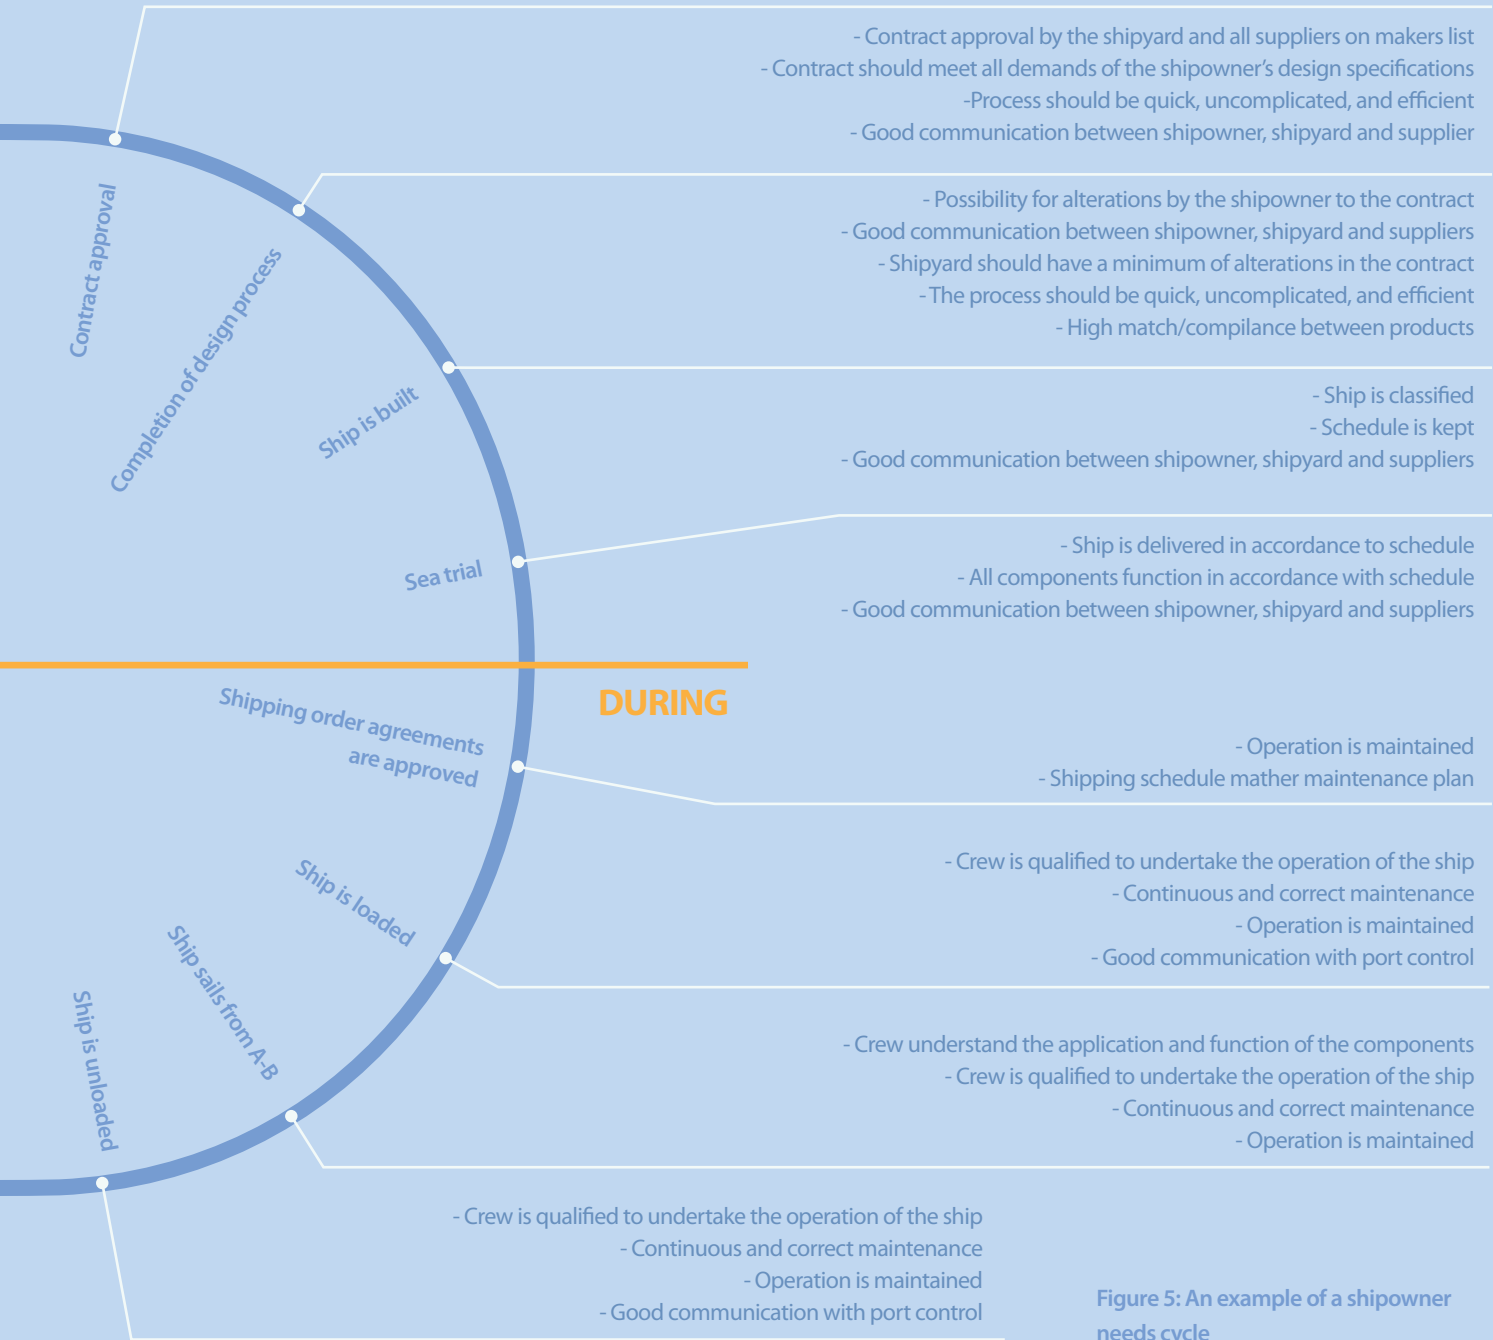 - Contract approval by the shipyard and all suppliers on makers list
- Contract should meet all demands of the shipowner’s design specifications
-Process should be quick, uncomplicated, and efficient
- Good communication between shipowner, shipyard and supplier
Contract approval
- Possibility for alterations by the shipowner to the contract
- Good communication between shipowner, shipyard and suppliers
- Shipyard should have a minimum of alterations in the contract
- The process should be quick, uncomplicated, and efficient
- High match/compilance between products
Completion of design process
Ship is built
- Ship is classified
- Schedule is kept
- Good communication between shipowner, shipyard and suppliers
Sea trial
- Ship is delivered in accordance to schedule
- All components function in accordance with schedule
- Good communication between shipowner, shipyard and suppliers
DURING
Shipping order agreements
are approved
- Operation is maintained
- Shipping schedule mather maintenance plan
Ship is loaded
- Crew is qualified to undertake the operation of the ship
- Continuous and correct maintenance
- Operation is maintained
- Good communication with port control
Ship sails from A-B
- Crew understand the application and function of the components
- Crew is qualified to undertake the operation of the ship
- Continuous and correct maintenance
- Operation is maintained
Ship is unloaded
- Crew is qualified to undertake the operation of the ship
- Continuous and correct maintenance
- Operation is maintained
- Good communication with port control
Figure 5: An example of a shipowner
needs cycle